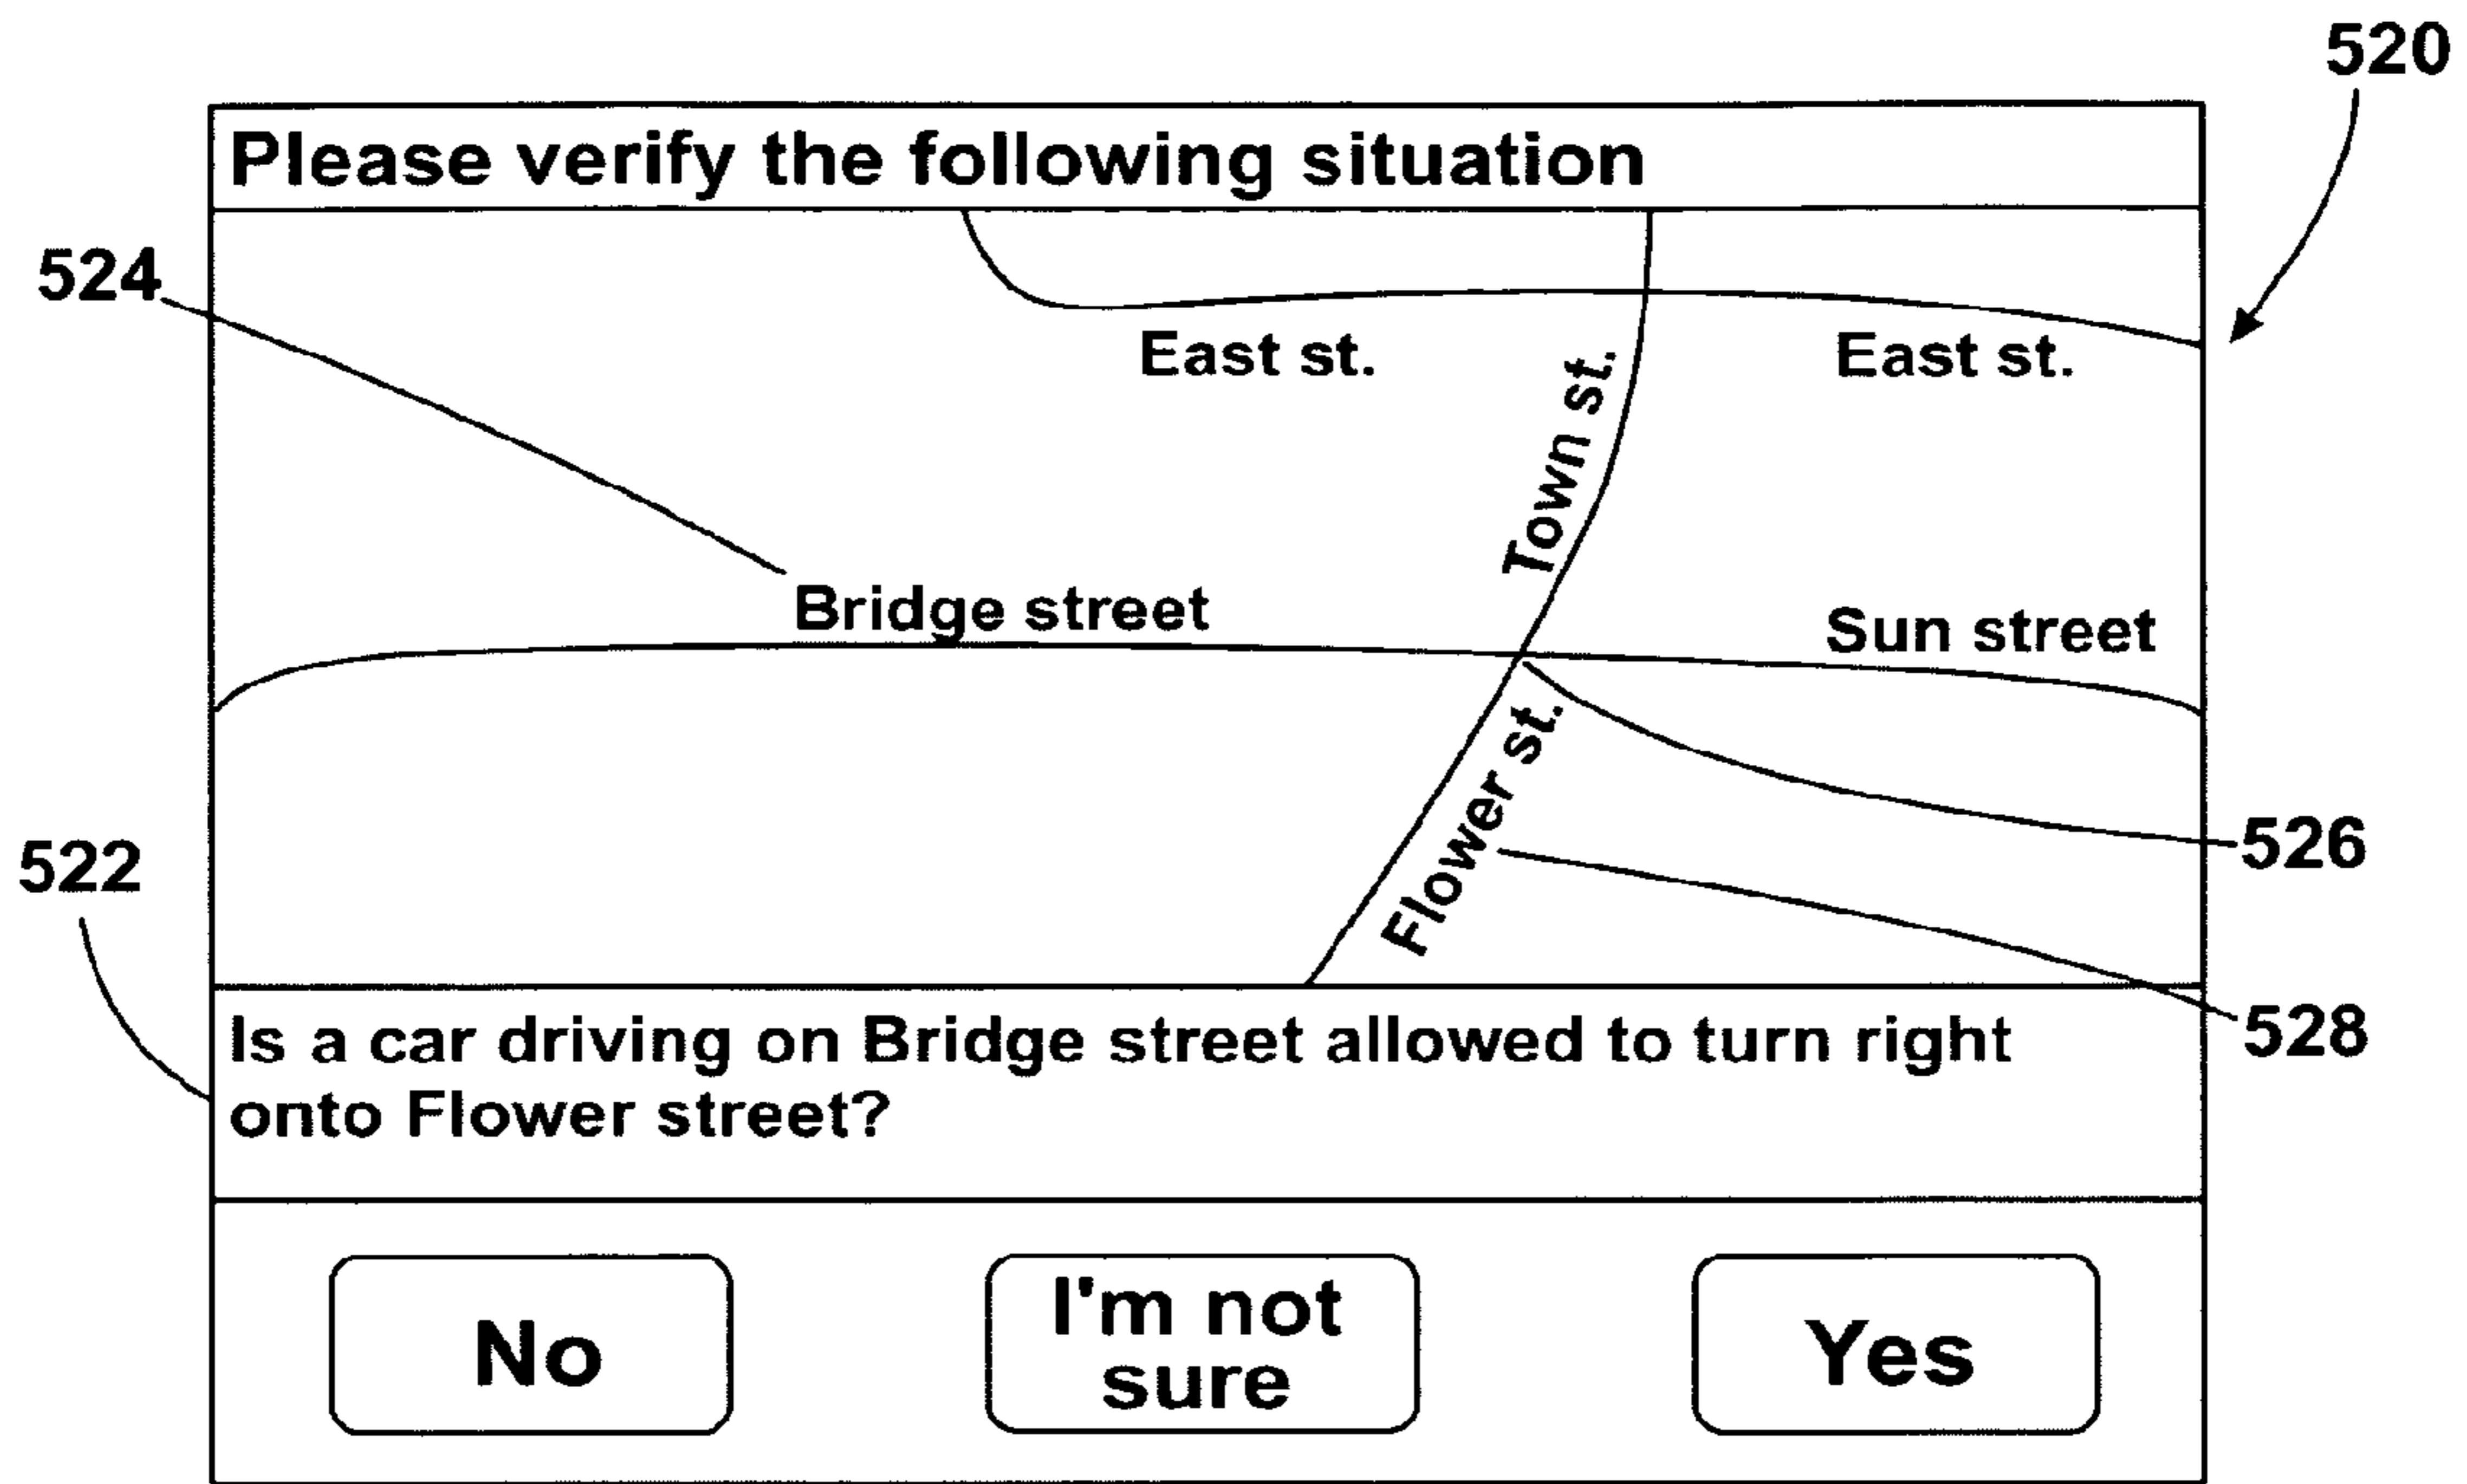 520
Please verify the following situation
524
East st.
East st.
Town st.
Bridge street
Sun street
Flower st.
526
522
528
Is a car driving on Bridge street allowed to turn right
onto Flower street?
No
I'm not
sure
Yes